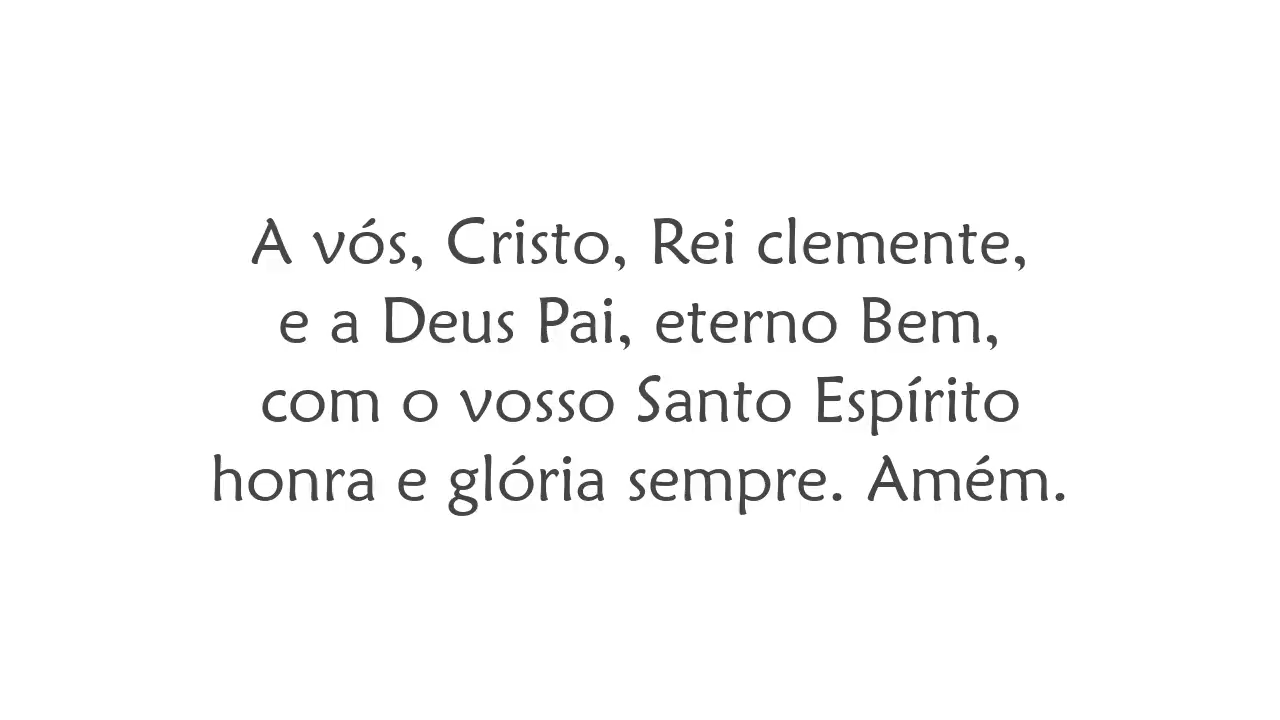 A vós, Cristo, Rei clemente,
e a Deus Pai, eterno Bem,
com o vosso Santo Espírito
honra e glória sempre. Amém.